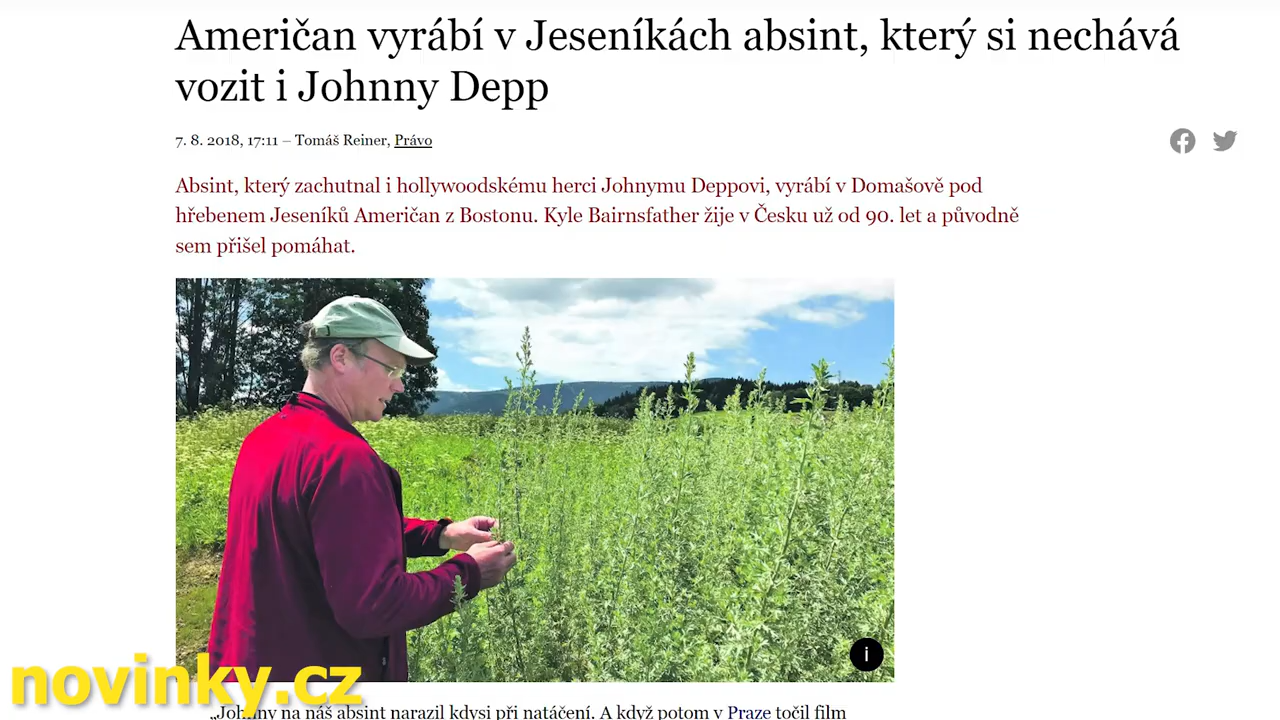 Američan vyrábí v Jeseníkách absint, který si nechává
vozit i Johnny Depp
7. 8. 2018, 17:11 – Tomáš Reiner, Právo
Absint, který zachutnal i hollywoodskému herci Johnymu Deppovi, vyrábí v Domašově pod
hřebenem Jeseníků Američan z Bostonu. Kyle Bairnsfather žije v Česku už od 90. let a původně
sem přišel pomáhat.
i
novinky.cz
„Johnny na náš absint narazil kdysi při natáčení. A když potom v Praze točil film